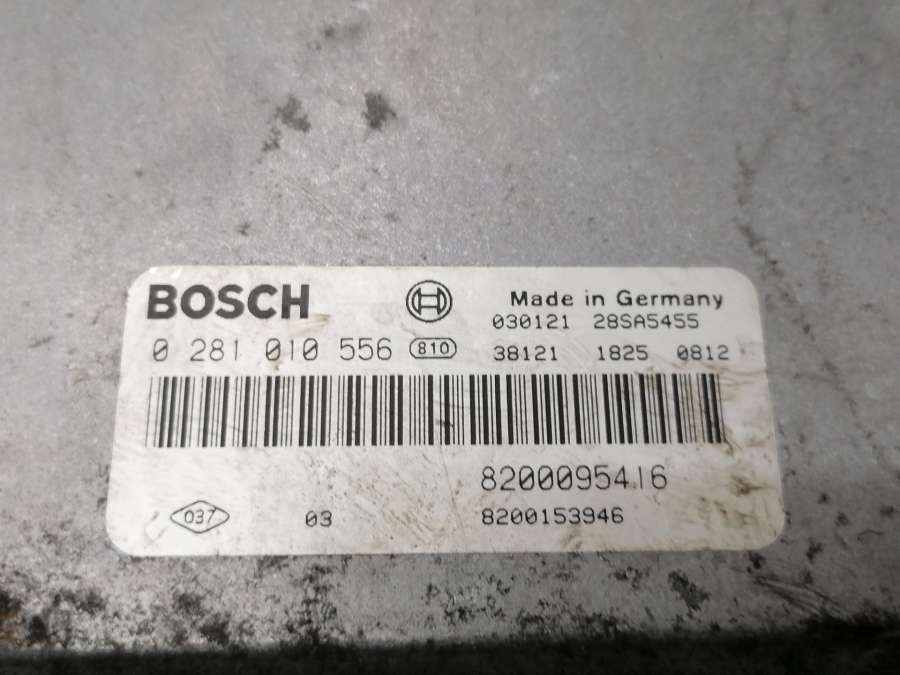 BOSCH
Made in Germany
030121 28SA5455
0 281 010 556 810
38121 1825 0812
8200095416
037 03 8200153946